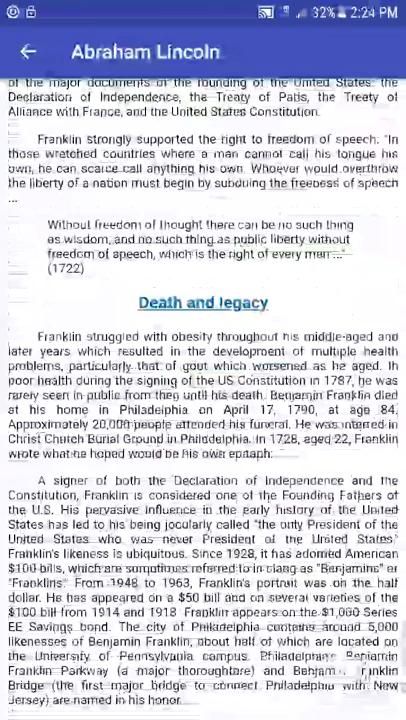 32% 2:24 PM
Abraham Lincoln
of the major documents of the founding of the United States: the
Declaration of Independence, the Treaty of Paris, the Treaty of
Alliance with France, and the United States Constitution.
Franklin strongly supported the right to freedom of speech: "In
those wretched countries where a man cannot call his tongue his
own, he can scarce call anything his own. Whoever would overthrow
the liberty of a nation must begin by subduing the freeness of speech
...
Without freedom of thought there can be no such thing
as wisdom, and no such thing as public liberty without
freedom of speech, which is the right of every man ..."
(1722)
Death and legacy
Franklin struggled with obesity throughout his middle-aged and
later years which resulted in the development of multiple health
problems, particularly that of gout which worsened as he aged. In
poor health during the signing of the US Constitution in 1787, he was
rarely seen in public from then until his death. Benjamin Franklin died
at his home in Philadelphia on April 17, 1790, at age 84.
Approximately 20,000 people attended his funeral. He was interred in
Christ Church Burial Ground in Philadelphia. In 1728, aged 22, Franklin
wrote what he hoped would be his own epitaph:
A signer of both the Declaration of Independence and the
Constitution, Franklin is considered one of the Founding Fathers of
the U.S. His pervasive influence in the early history of the United
States has led to his being jocularly called "the only President of the
United States who was never President of the United States."
Franklin's likeness is ubiquitous. Since 1928, it has adorned American
$100 bills, which are sometimes referred to in slang as "Benjamins" or
"Franklins." From 1948 to 1963, Franklin's portrait was on the half
dollar. He has appeared on a $50 bill and on several varieties of the
$100 bill from 1914 and 1918. Franklin appears on the $1,000 Series
EE Savings bond. The city of Philadelphia contains around 5,000
likenesses of Benjamin Franklin, about half of which are located on
the University of Pennsylvania campus. Philadelphia's Benjamin
Franklin Parkway (a major thoroughfare) and Benjamin Franklin
Bridge (the first major bridge to connect Philadelphia with New
Jersey) are named in his honor.